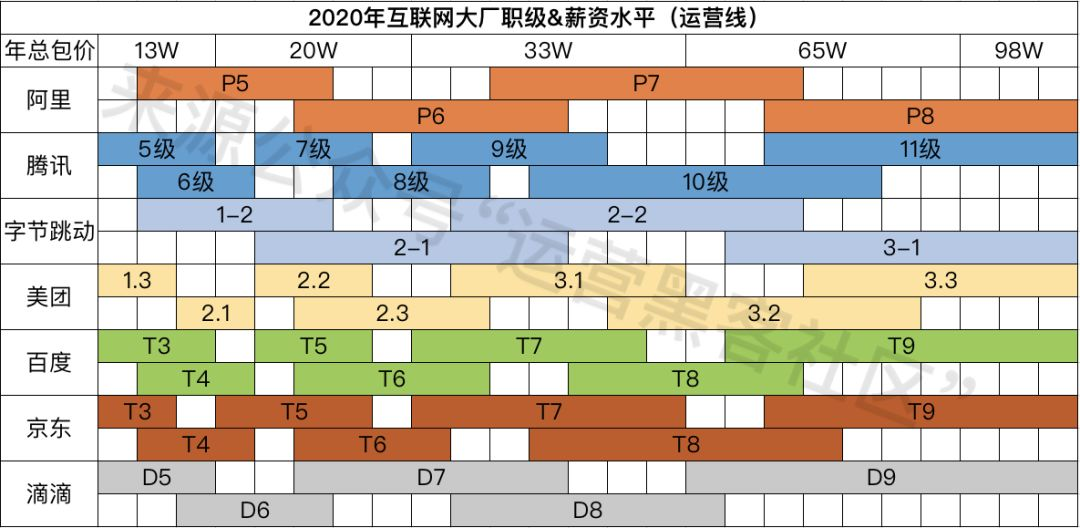 2020年互联网大厂职级&薪资水平（运营线）
年总包价 13W 20W 33W 65W 98W
阿里 P5 P7
P6 P8
腾讯 5级 7级 9级 11级
6级 8级 10级
字节跳动 1-2 2-2
2-1 3-1
美团 1.3 2.2 3.1 3.3
2.1 2.3 3.2
百度 T3 T5 T7 T9
T4 T6 T8
京东 T3 T5 T7 T9
T4 T6 T8
滴滴 D5 D7 D9
D6 D8
来源公众号“运营黑客社区”